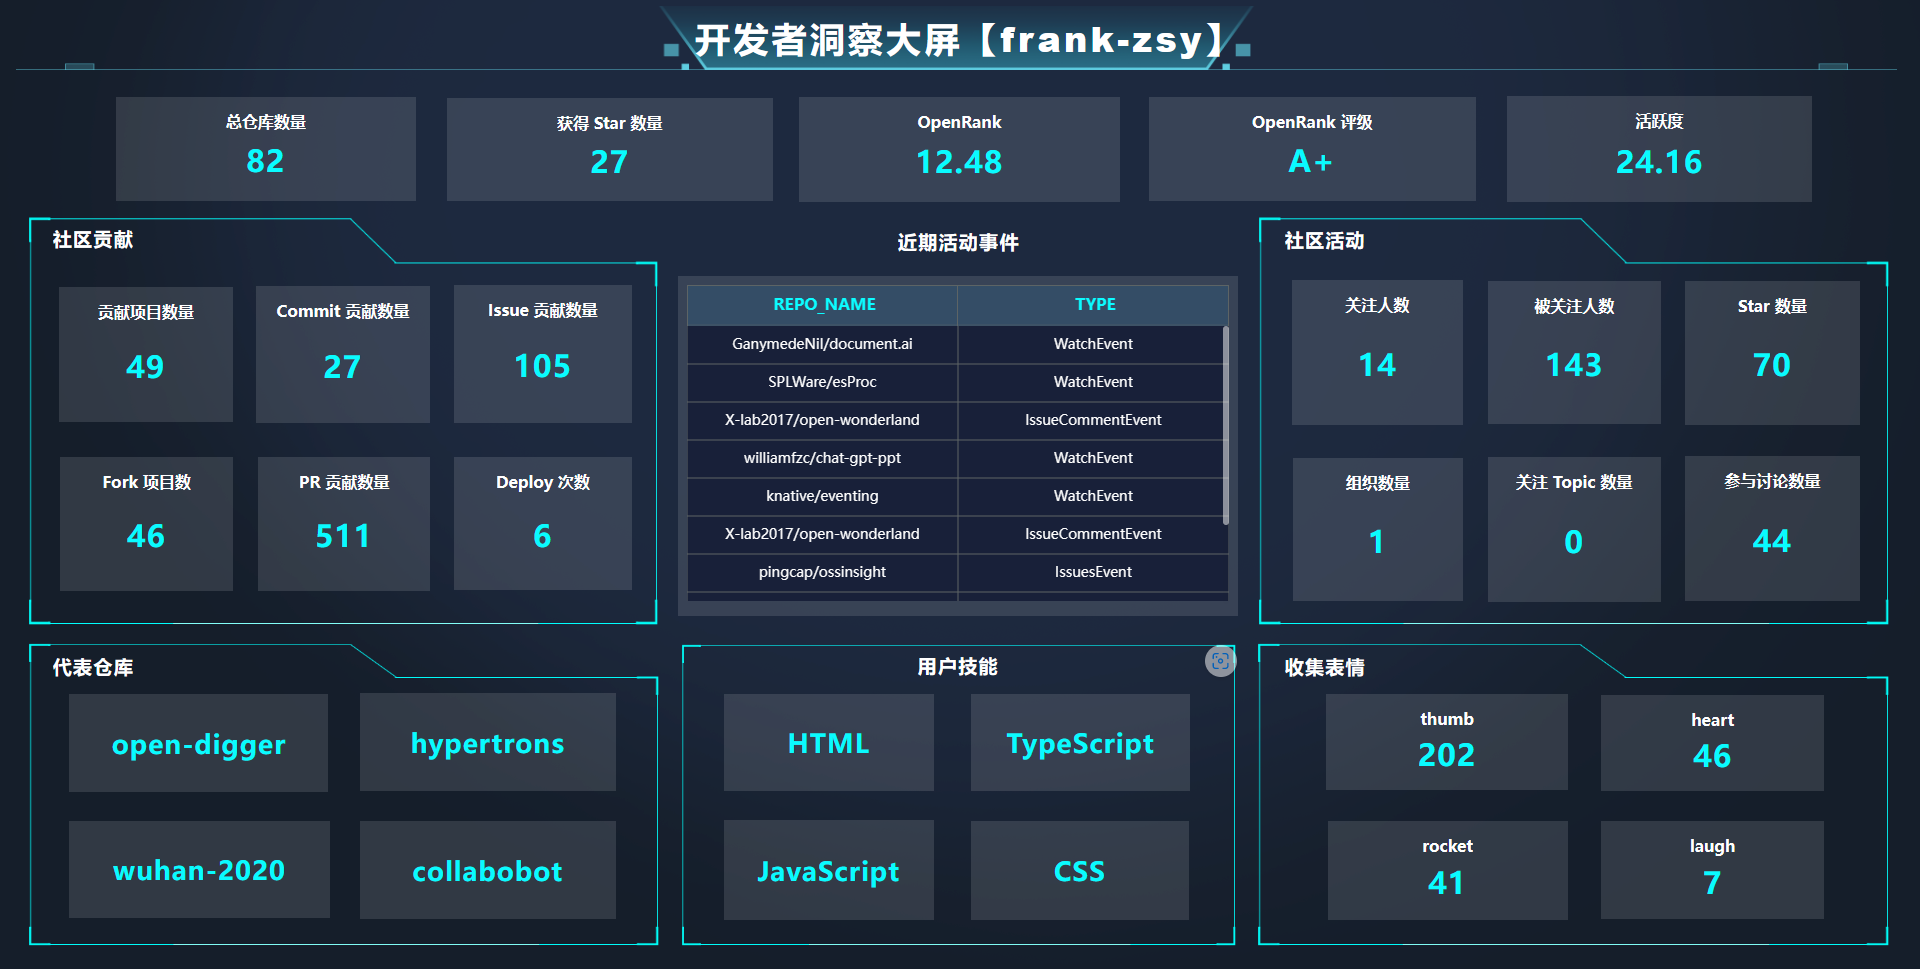 开发者洞察大屏【frank-zsy】
总仓库数量
82
获得 Star 数量
27
OpenRank
12.48
OpenRank 评级
A+
活跃度
24.16
社区贡献
贡献项目数量
49
Commit 贡献数量
27
Issue 贡献数量
105
Fork 项目数
46
PR 贡献数量
511
Deploy 次数
6
近期活动事件
REPO_NAME TYPE
GanymedeNil/document.ai WatchEvent
SPLWare/esProc WatchEvent
X-lab2017/open-wonderland IssueCommentEvent
williamfzc/chat-gpt-ppt WatchEvent
knative/eventing WatchEvent
X-lab2017/open-wonderland IssueCommentEvent
pingcap/ossinsight IssuesEvent
社区活动
关注人数
14
被关注人数
143
Star 数量
70
组织数量
1
关注 Topic 数量
0
参与讨论数量
44
代表仓库
open-digger
hypertrons
wuhan-2020
collabobot
用户技能
HTML
TypeScript
JavaScript
CSS
收集表情
thumb
202
heart
46
rocket
41
laugh
7